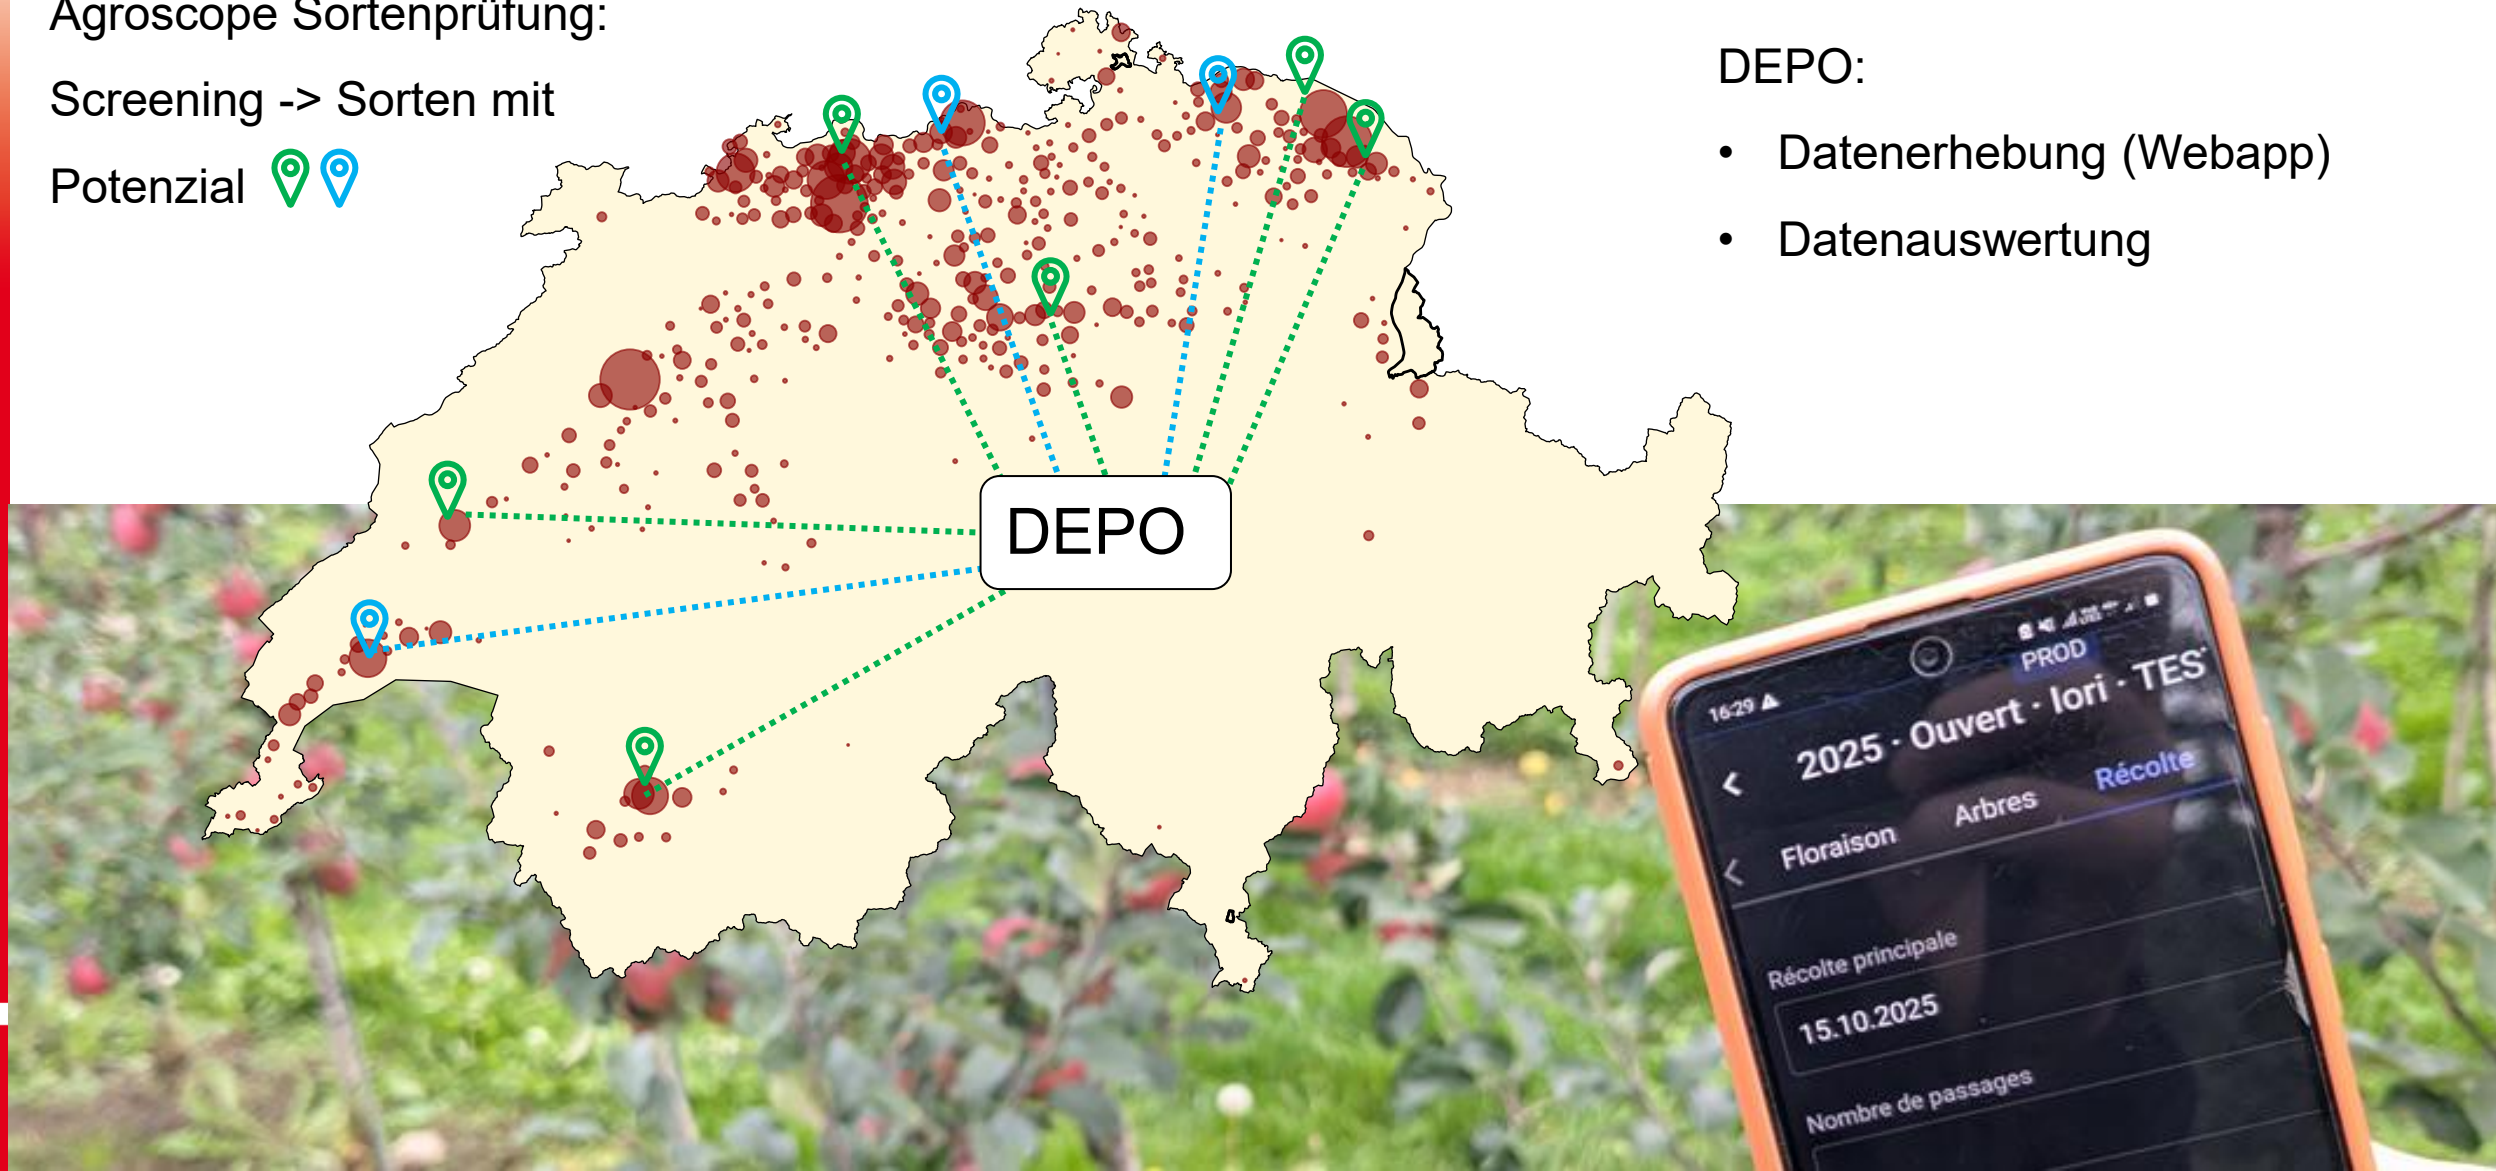 Agroscope Sortenprüfung:
Screening -> Sorten mit
Potenzial
DEPO:
• Datenerhebung (Webapp)
• Datenauswertung
DEPO
16:29
PROD
2025 · Ouvert · Iori · TES
Floraison Arbres Récolte
Récolte principale
15.10.2025
Nombre de passages